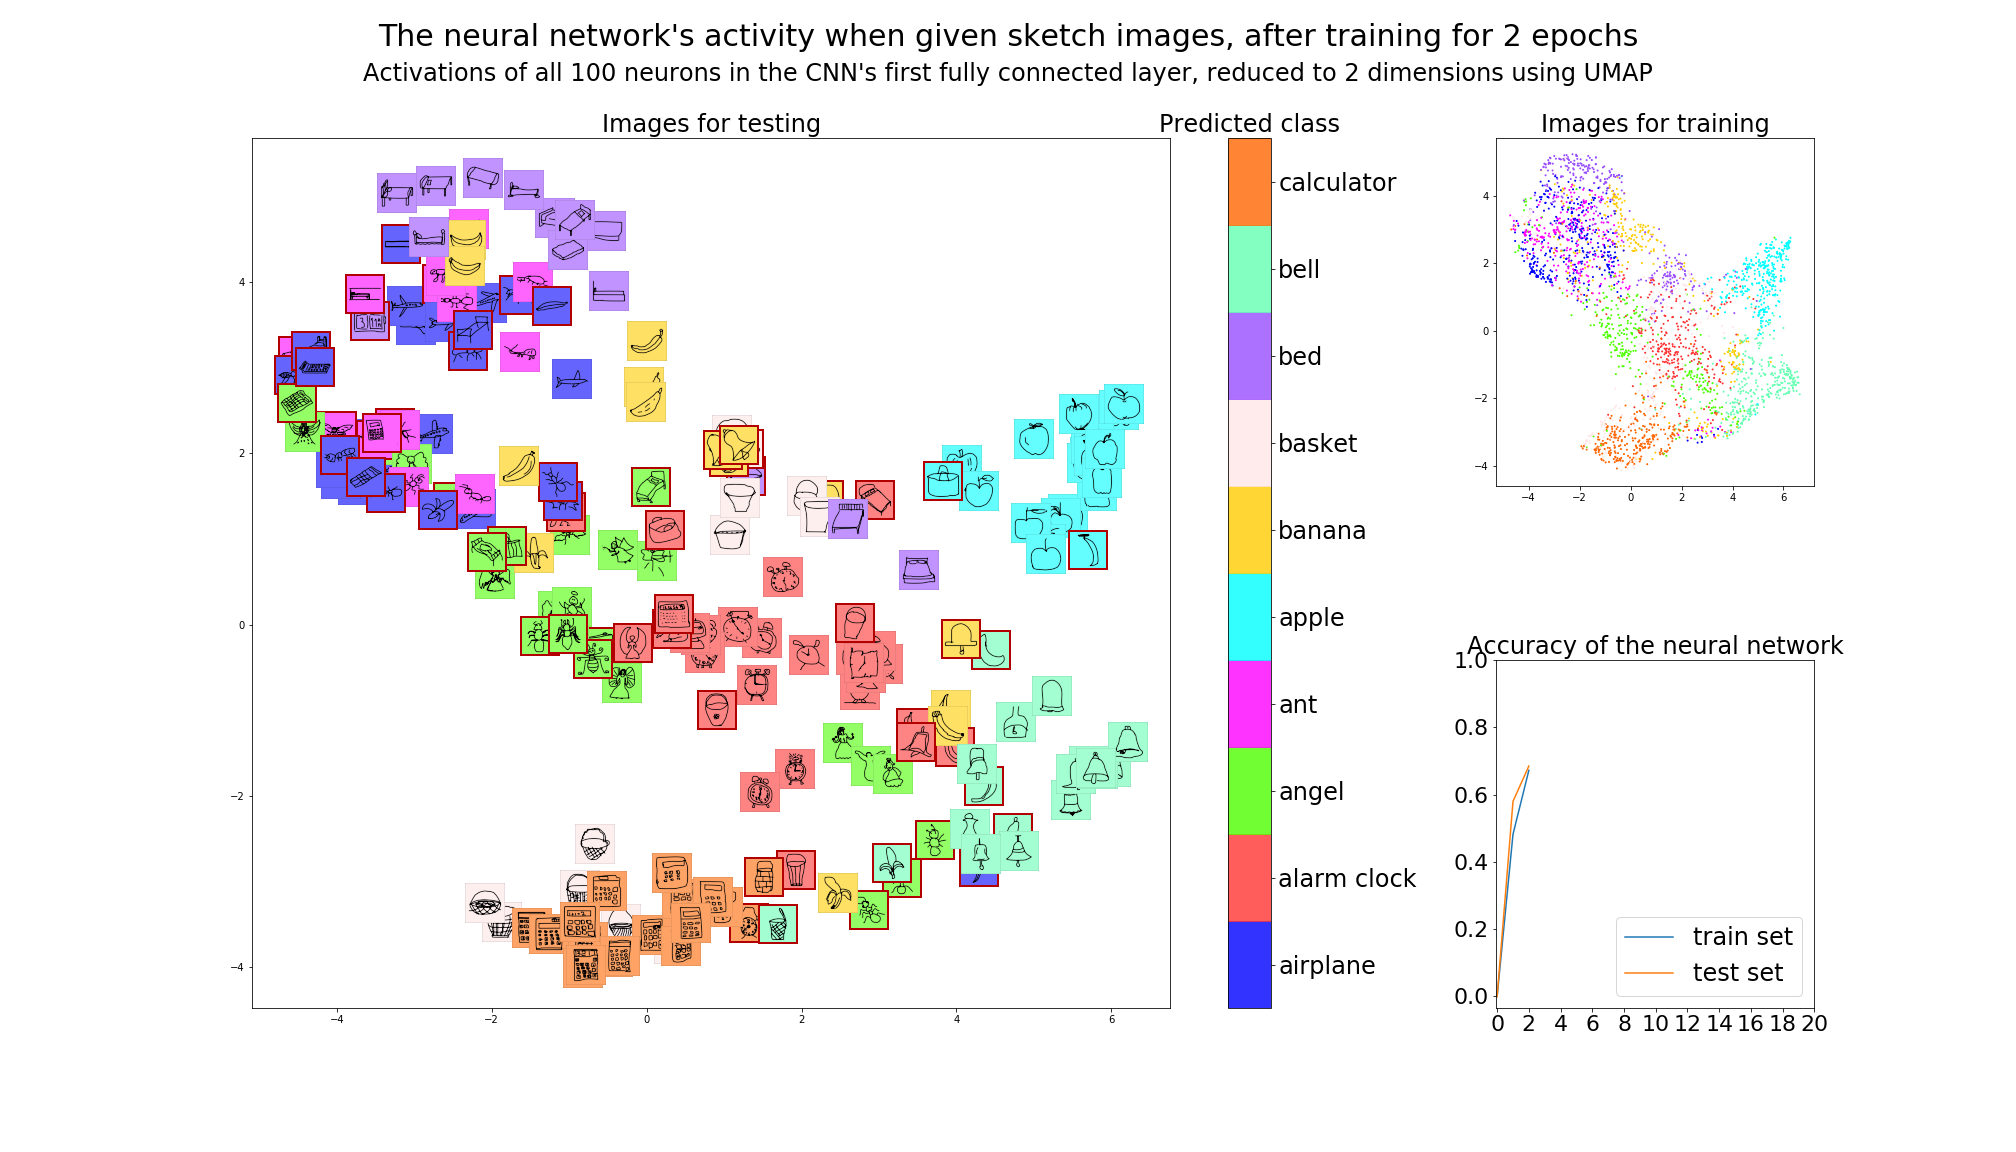 The neural network's activity when given sketch images, after training for 2 epochs
Activations of all 100 neurons in the CNN's first fully connected layer, reduced to 2 dimensions using UMAP
Images for testing
4
2
0
−2
−4
−4 −2 0 2 4 6
Predicted class
calculator
bell
bed
basket
banana
apple
ant
angel
alarm clock
airplane
Images for training
4
2
0
−2
−4
−4 −2 0 2 4 6
Accuracy of the neural network
1.0
0.8
0.6
0.4
0.2
0.0
train set
test set
0 2 4 6 8 10 12 14 16 18 20